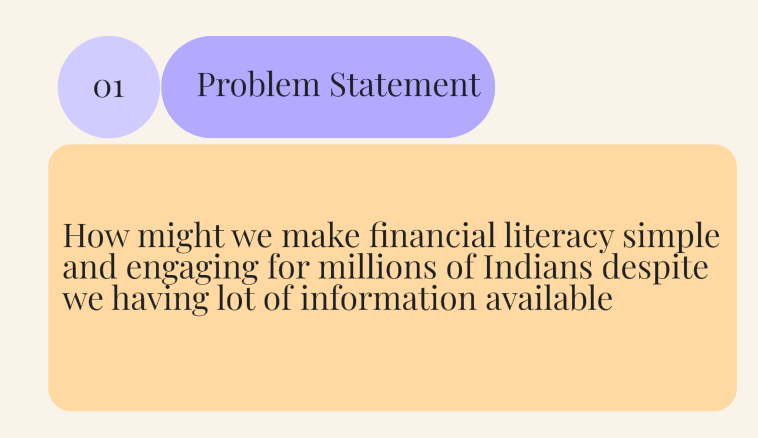 01
Problem Statement
How might we make financial literacy simple
and engaging for millions of Indians despite
we having lot of information available